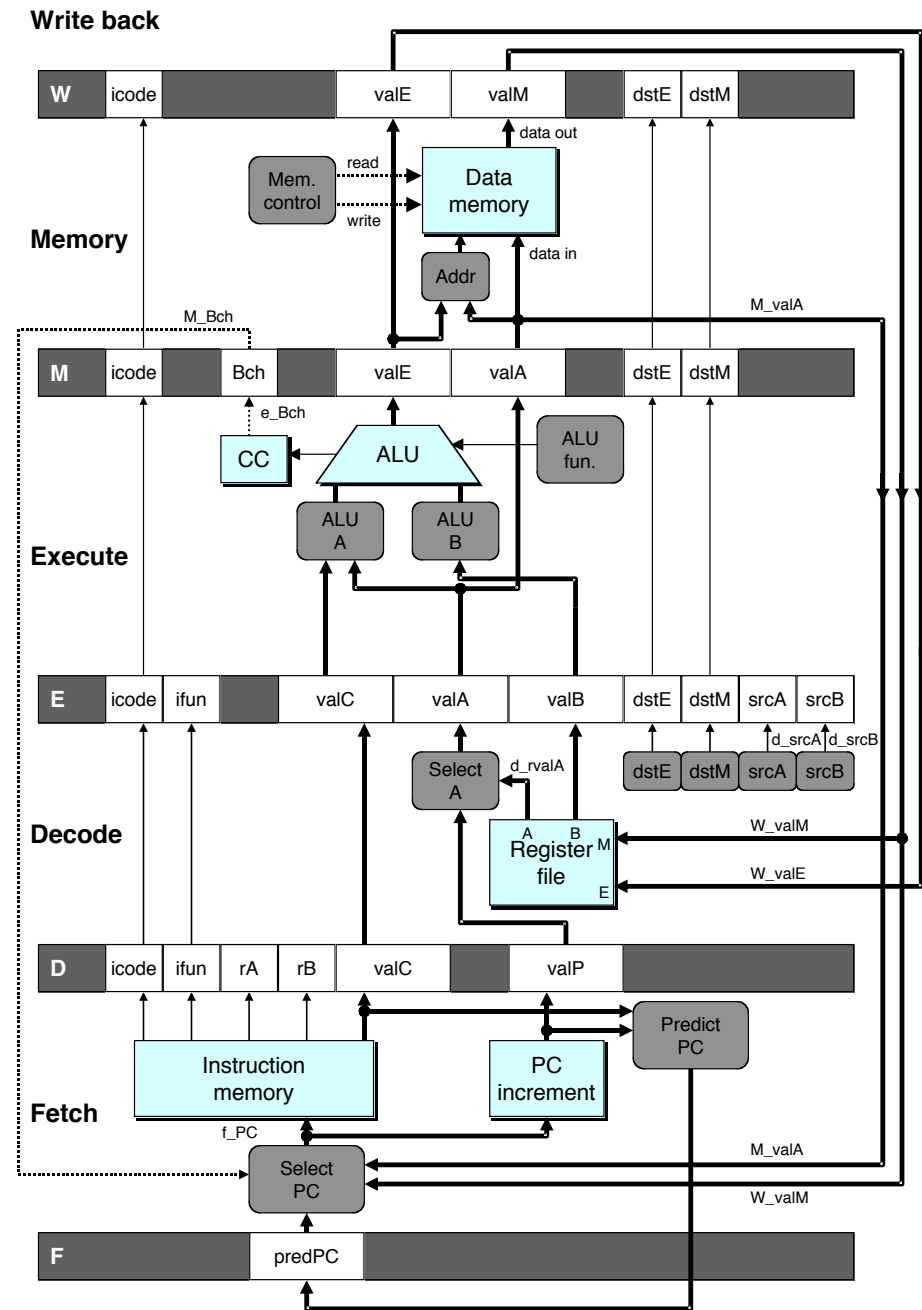 Write back
W icode valE valM dstE dstM
data out
read
Mem.
control
Data
memory
write
Memory
data in
Addr
M_Bch
M_valA
M icode Bch valE valA dstE dstM
e_Bch
CC
ALU
ALU
fun.
ALU
A
ALU
B
Execute
E icode ifun valC valA valB dstE dstM srcA srcB
d_srcA d_srcB
Select
A
d_rvalA
dstE dstM srcA srcB
Decode
A B
Register
file
M
E
W_valM
W_valE
D icode ifun rA rB valC valP
Predict
PC
Instruction
memory
PC
increment
Fetch
f_PC
Select
PC
M_valA
W_valM
F predPC